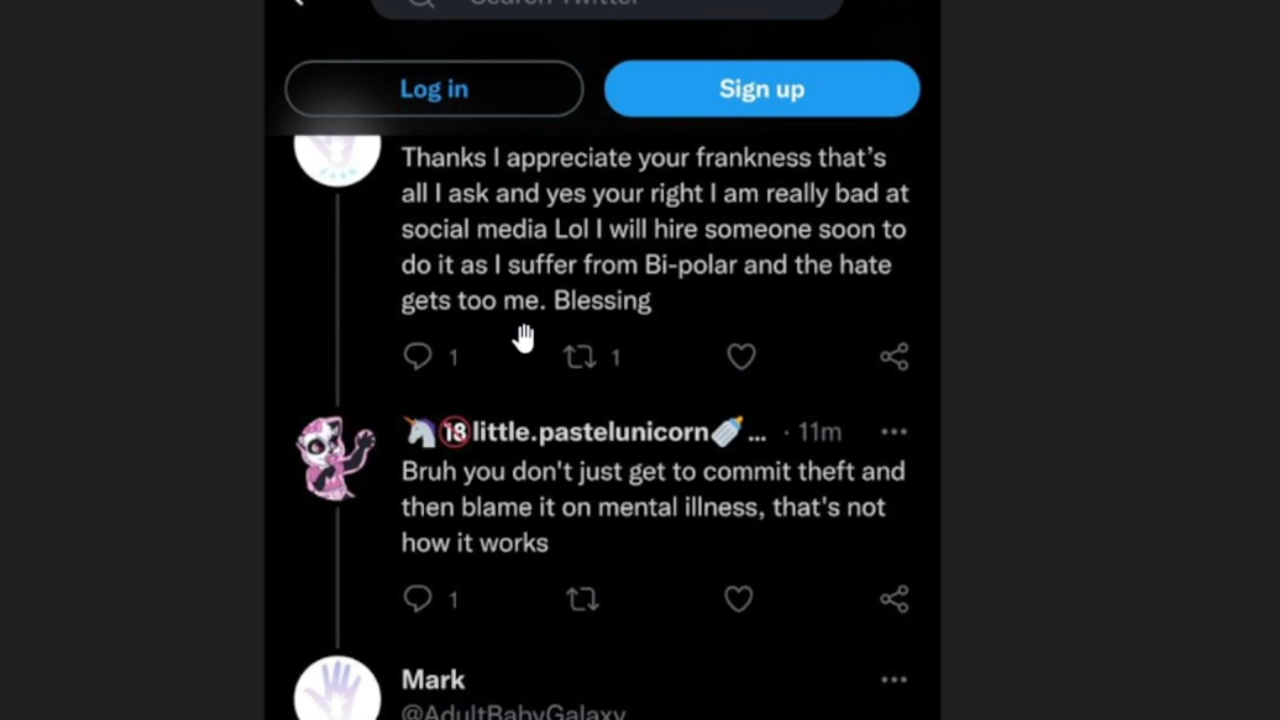 Search Twitter
Log in
Sign up
Thanks I appreciate your frankness that's
all I ask and yes your right I am really bad at
social media Lol I will hire someone soon to
do it as I suffer from Bi-polar and the hate
gets too me. Blessing
1
1
🦄🔞little.pastelunicorn🍼... · 11m
Bruh you don't just get to commit theft and
then blame it on mental illness, that's not
how it works
1
Mark
@AdultBabyGalaxy